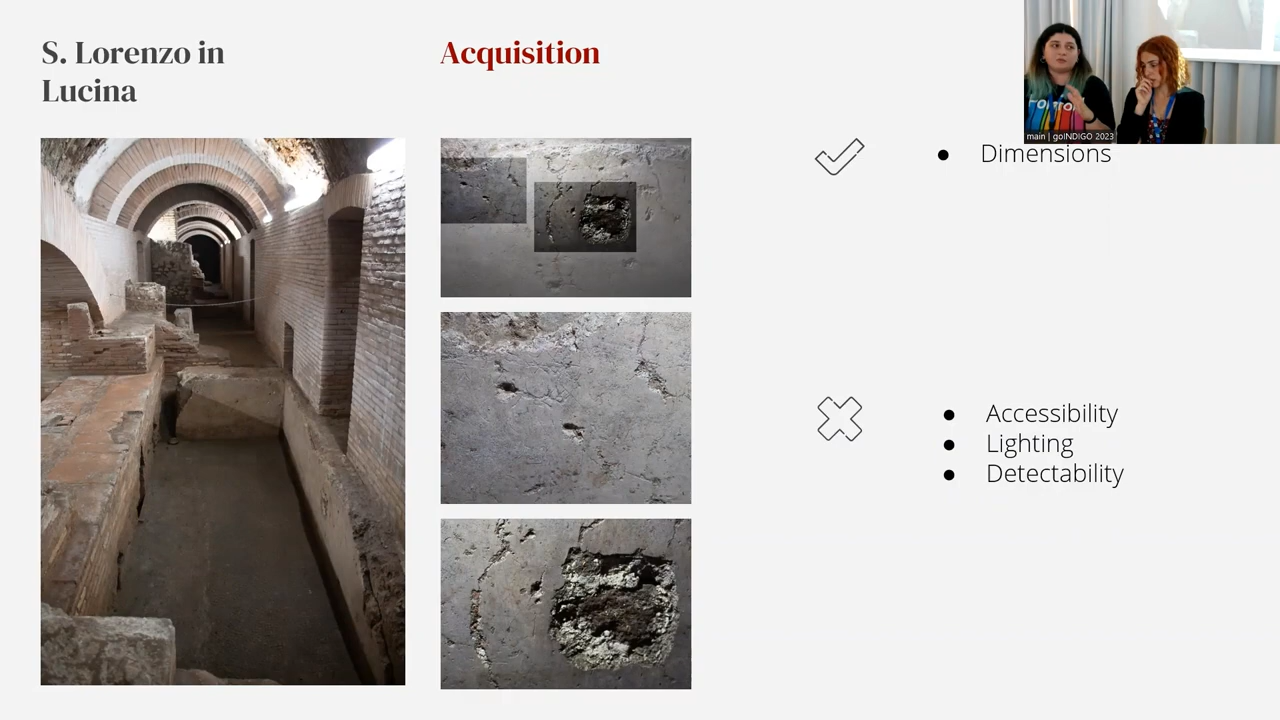 S. Lorenzo in
Lucina
Acquisition
main | goINDIGO 2023
Dimensions
Accessibility
Lighting
Detectability